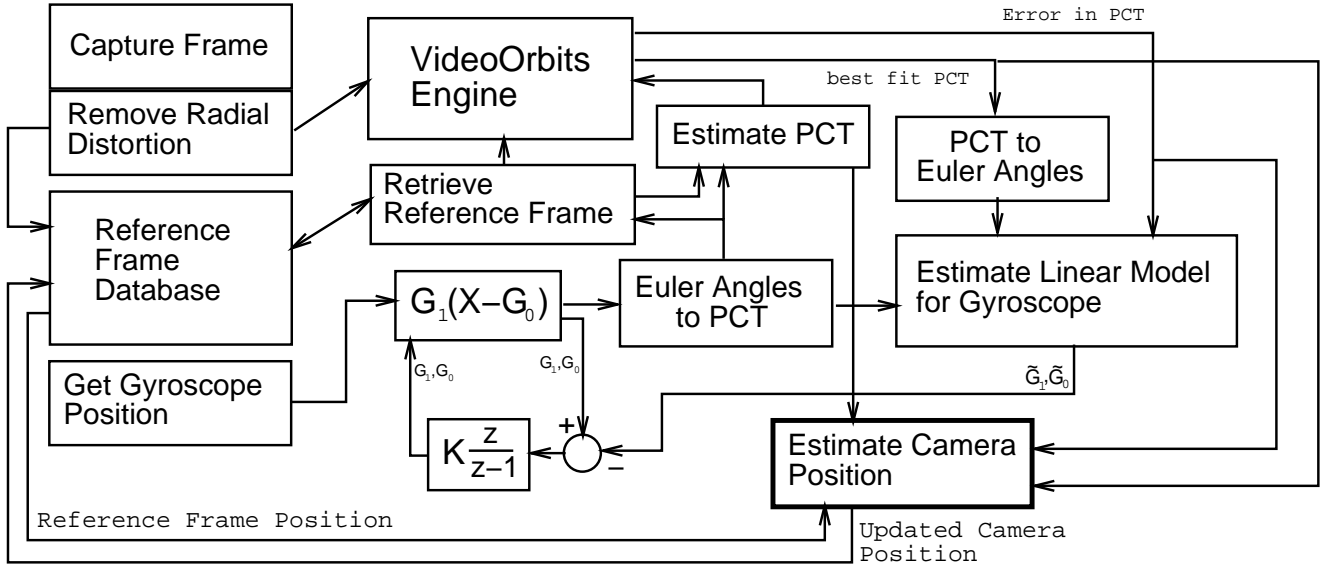 Capture Frame
Remove Radial
Distortion
VideoOrbits
Engine
Error in PCT
best fit PCT
Estimate PCT
PCT to
Euler Angles
Retrieve
Reference Frame
Reference
Frame
Database
G₁(X−G₀)
Euler Angles
to PCT
Estimate Linear Model
for Gyroscope
Get Gyroscope
Position
G₁,G₀
G₁,G₀
G̃₁,G̃₀
K z
z−1
+
−
Estimate Camera
Position
Reference Frame Position
Updated Camera
Position